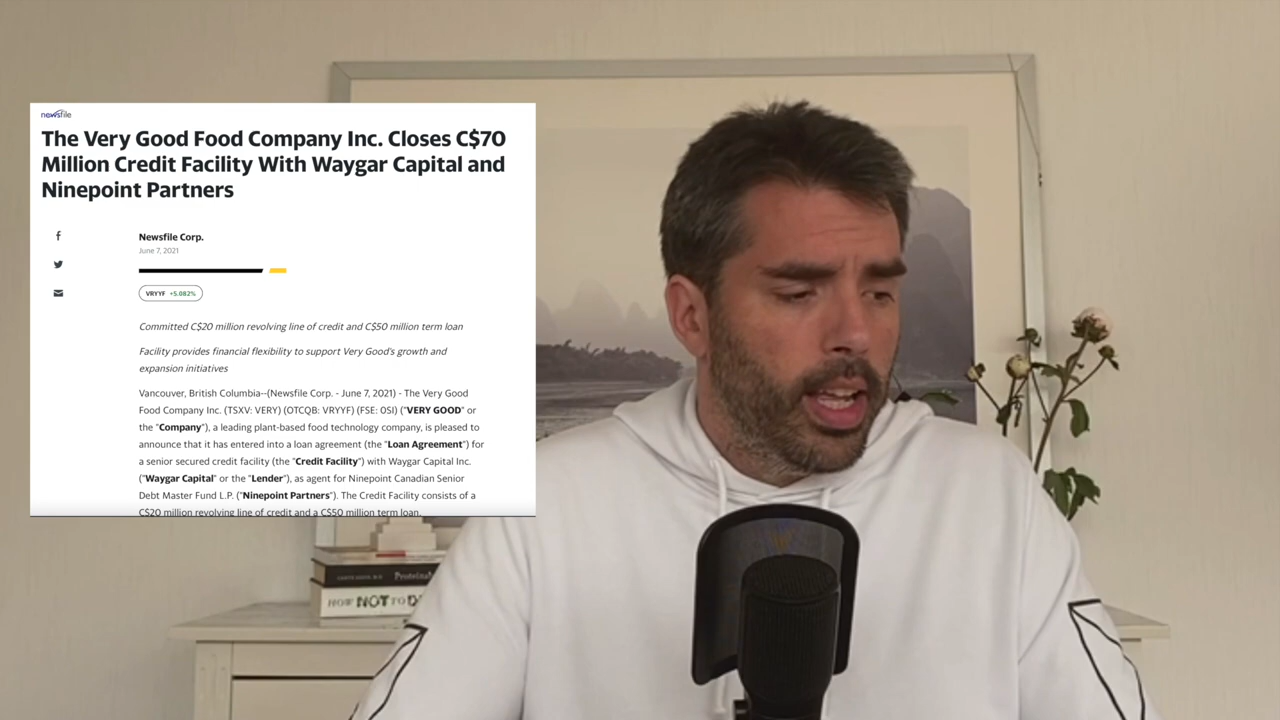 newsfile
The Very Good Food Company Inc. Closes C$70
Million Credit Facility With Waygar Capital and
Ninepoint Partners
Newsfile Corp.
June 7, 2021
VRYYF +5.082%
Committed C$20 million revolving line of credit and C$50 million term loan
Facility provides financial flexibility to support Very Good's growth and
expansion initiatives
Vancouver, British Columbia--(Newsfile Corp. - June 7, 2021) - The Very Good
Food Company Inc. (TSXV: VERY) (OTCQB: VRYYF) (FSE: 0SI) ("VERY GOOD" or
the "Company"), a leading plant-based food technology company, is pleased to
announce that it has entered into a loan agreement (the "Loan Agreement") for
a senior secured credit facility (the "Credit Facility") with Waygar Capital Inc.
("Waygar Capital" or the "Lender"), as agent for Ninepoint Canadian Senior
Debt Master Fund L.P. ("Ninepoint Partners"). The Credit Facility consists of a
C$20 million revolving line of credit and a C$50 million term loan.
Proteina
HOW NOT TO D